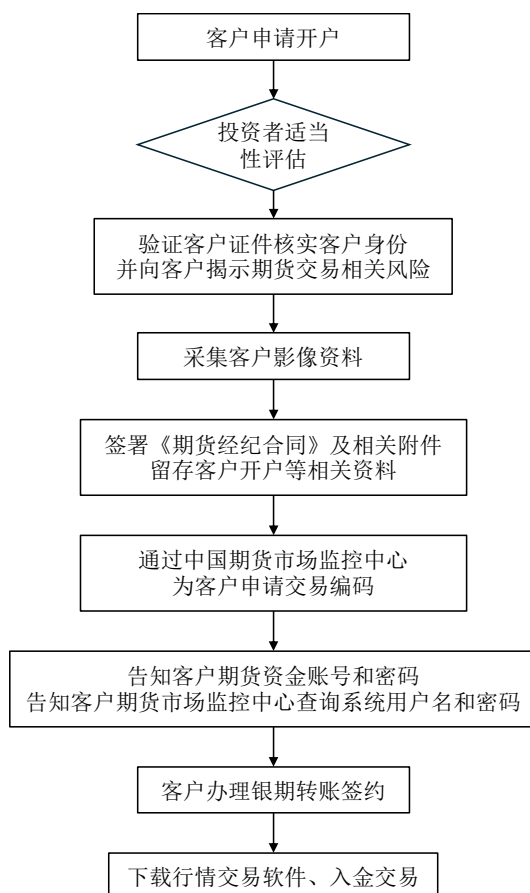 客户申请开户
投资者适当
性评估
验证客户证件核实客户身份
并向客户揭示期货交易相关风险
采集客户影像资料
签署《期货经纪合同》及相关附件
留存客户开户等相关资料
通过中国期货市场监控中心
为客户申请交易编码
告知客户期货资金账号和密码
告知客户期货市场监控中心查询系统用户名和密码
客户办理银期转账签约
下载行情交易软件、入金交易